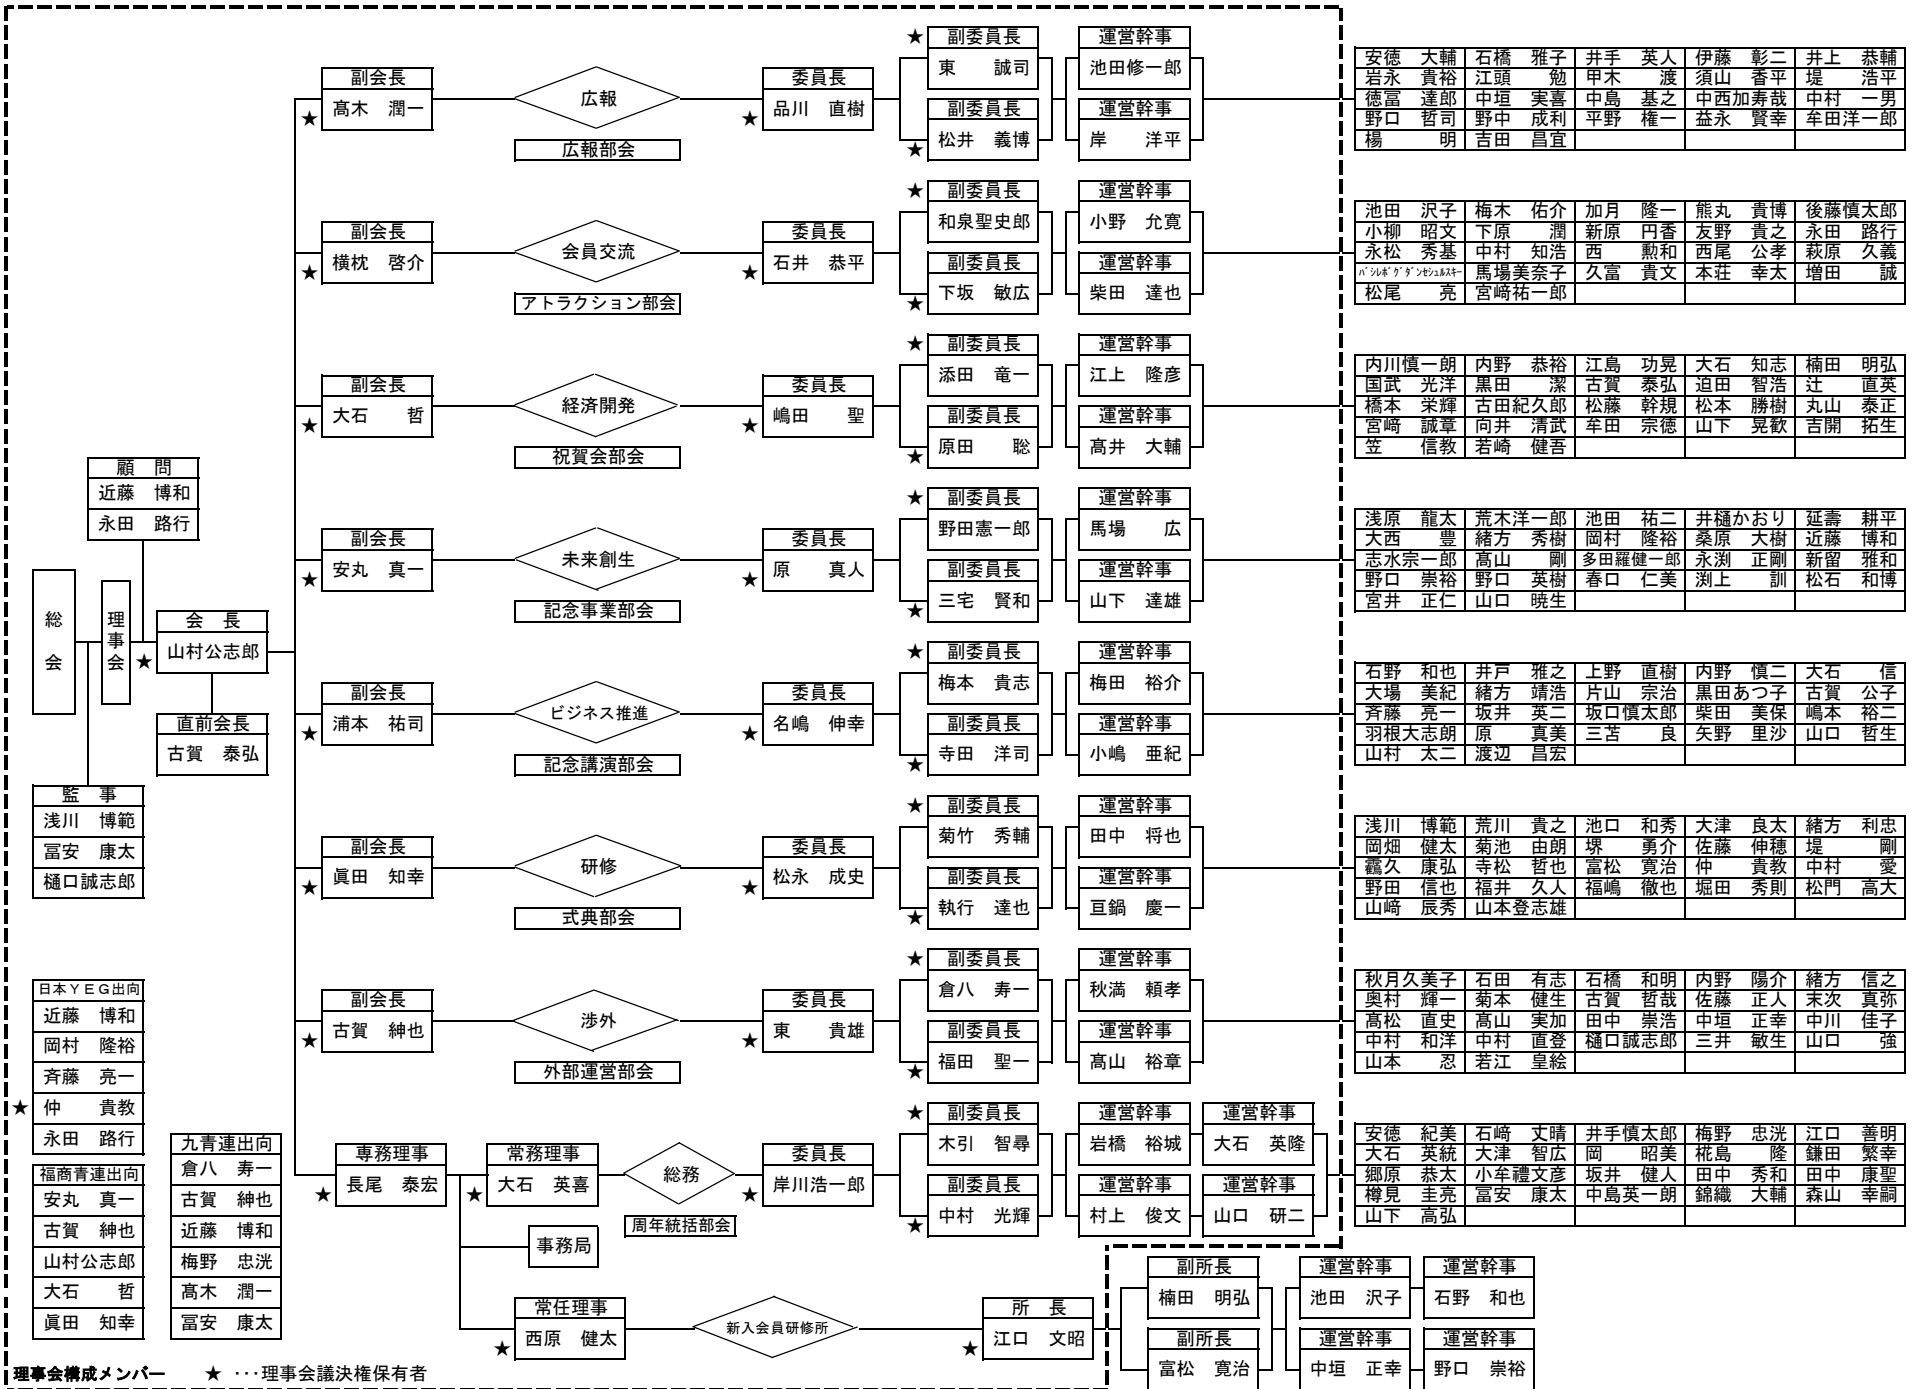 ★ 副委員長 運営幹事
東　誠司 池田修一郎
副会長 委員長
髙木　潤一 広報 品川　直樹
★ ★
副委員長 運営幹事
松井　義博 岸　洋平
★
広報部会
安徳　大輔 石橋　雅子 井手　英人 伊藤　彰二 井上　恭輔
岩永　貴裕 江頭　勉 甲木　渡 須山　香平 堤　浩平
徳冨　達郎 中垣　実喜 中島　基之 中西加寿哉 中村　一男
野口　哲司 野中　成利 平野　権一 益永　賢幸 牟田洋一郎
楊　明 吉田　昌宜
★ 副委員長 運営幹事
和泉聖史郎 小野　允寛
副会長 委員長
横枕　啓介 会員交流 石井　恭平
★ ★
副委員長 運営幹事
下坂　敏広 柴田　達也
★
アトラクション部会
池田　沢子 梅木　佑介 加月　隆一 熊丸　貴博 後藤慎太郎
小柳　昭文 下原　潤 新原　円香 友野　貴之 永田　路行
永松　秀基 中村　知浩 西　勲和 西尾　公孝 萩原　久義
馬場美奈子 久富　貴文 本荘　幸太 増田　誠
松尾　亮 宮﨑祐一郎
★ 副委員長 運営幹事
添田　竜一 江上　隆彦
副会長 委員長
大石　哲 経済開発 嶋田　聖
★ ★
副委員長 運営幹事
原田　聡 髙井　大輔
★
祝賀会部会
内川慎一朗 内野　恭裕 江島　功晃 大石　知志 楠田　明弘
国武　光洋 黒田　潔 古賀　泰弘 迫田　智浩 辻　直英
橋本　栄輝 古田紀久郎 松藤　幹規 松本　勝樹 丸山　泰正
宮﨑　誠章 向井　清武 牟田　宗徳 山下　晃歓 吉開　拓生
笠　信教 若崎　健吾
顧　問
近藤　博和
永田　路行
★ 副委員長 運営幹事
野田憲一郎 馬場　広
副会長 委員長
安丸　真一 未来創生 原　真人
★ ★
副委員長 運営幹事
三宅　賢和 山下　達雄
★
記念事業部会
浅原　龍太 荒木洋一郎 池田　祐二 井樋かおり 延壽　耕平
大西　豊 緒方　秀樹 岡村　隆裕 桑原　大樹 近藤　博和
志水宗一郎 髙山　剛 多田羅健一郎 永渕　正剛 新留　雅和
野口　崇裕 野口　英樹 春口　仁美 渕上　訓 松石　和博
宮井　正仁 山口　暁生
総　会
理事会
会　長
★ 山村公志郎
直前会長
古賀　泰弘
★ 副委員長 運営幹事
梅本　貴志 梅田　裕介
副会長 委員長
浦本　祐司 ビジネス推進 名嶋　伸幸
★ ★
副委員長 運営幹事
寺田　洋司 小嶋　亜紀
★
記念講演部会
石野　和也 井戸　雅之 上野　直樹 内野　慎二 大石　信
大場　美紀 緒方　靖浩 片山　宗治 黒田あつ子 古賀　公子
斉藤　亮一 坂井　英二 坂口慎太郎 柴田　美保 嶋本　裕二
羽根大志朗 原　真美 三苫　良 矢野　里沙 山口　哲生
山村　太二 渡辺　昌宏
監　事
浅川　博範
冨安　康太
樋口誠志郎
★ 副委員長 運営幹事
菊竹　秀輔 田中　将也
副会長 委員長
眞田　知幸 研修 松永　成史
★ ★
副委員長 運営幹事
執行　達也 亘鍋　慶一
★
式典部会
浅川　博範 荒川　貴之 池口　和秀 大津　良太 緒方　利忠
岡畑　健太 菊池　由朗 堺　勇介 佐藤　伸穂 堤　剛
靍久　康弘 寺松　哲也 富松　寛治 仲　貴教 中村　愛
野田　信也 福井　久人 福嶋　徹也 堀田　秀則 松門　高大
山﨑　辰秀 山本登志雄
★ 副委員長 運営幹事
倉八　寿一 秋満　頼孝
副会長 委員長
古賀　紳也 渉外 東　貴雄
★ ★
副委員長 運営幹事
福田　聖一 髙山　裕章
★
外部運営部会
秋月久美子 石田　有志 石橋　和明 内野　陽介 緒方　信之
奥村　輝一 菊本　健生 古賀　哲哉 佐藤　正人 末次　真弥
髙松　直史 髙山　実加 田中　崇浩 中垣　正幸 中川　佳子
中村　和洋 中村　直登 樋口誠志郎 三井　敏生 山口　強
山本　忍 若江　皇絵
日本ＹＥＧ出向
近藤　博和
岡村　隆裕
斉藤　亮一
★ 仲　貴教
永田　路行
福商青連出向
安丸　真一
古賀　紳也
山村公志郎
大石　哲
眞田　知幸
九青連出向
倉八　寿一
古賀　紳也
近藤　博和
梅野　忠洸
髙木　潤一
冨安　康太
★ 副委員長 運営幹事 運営幹事
木引　智尋 岩橋　裕城 大石　英隆
専務理事 常務理事 委員長
長尾　泰宏 大石　英喜 総務 岸川浩一郎
★ ★ ★
副委員長 運営幹事 運営幹事
中村　光輝 村上　俊文 山口　研二
★
周年統括部会
事務局
安徳　紀美 石﨑　丈晴 井手慎太郎 梅野　忠洸 江口　善明
大石　英統 大津　智広 岡　昭美 椛島　隆 鎌田　繁幸
郷原　恭太 小牟禮文彦 坂井　健人 田中　秀和 田中　康聖
樽見　圭亮 冨安　康太 中島英一朗 錦織　大輔 森山　幸嗣
山下　高弘
副所長 運営幹事 運営幹事
楠田　明弘 池田　沢子 石野　和也
常任理事 所　長
西原　健太 新入会員研修所 江口　文昭
★ ★
副所長 運営幹事 運営幹事
富松　寛治 中垣　正幸 野口　崇裕
理事会構成メンバー ★ ･･･理事会議決権保有者